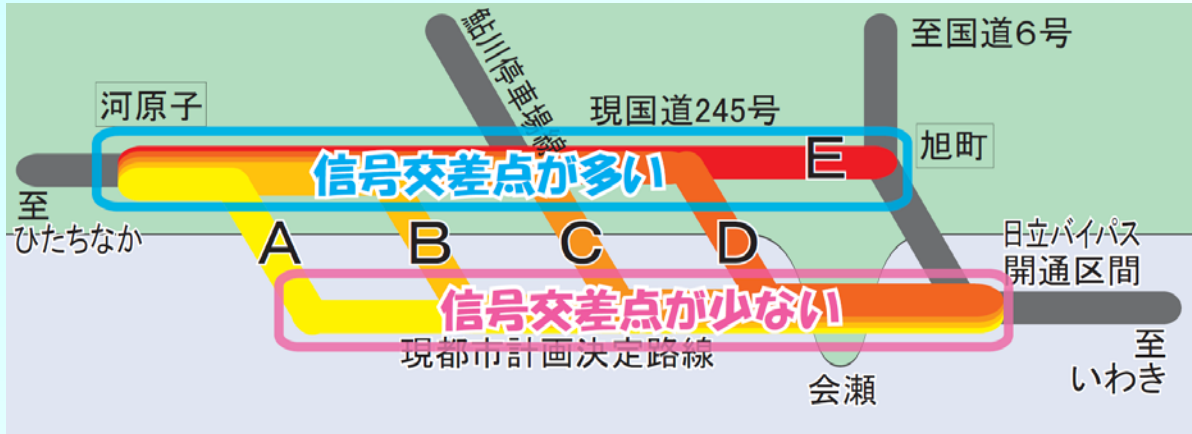 至国道6号
鮎川停車場線
河原子
現国道245号
旭町
E
信号交差点が多い
至
ひたちなか
A
B
C
D
日立バイパス
開通区間
信号交差点が少ない
現都市計画決定路線
会瀬
至
いわき